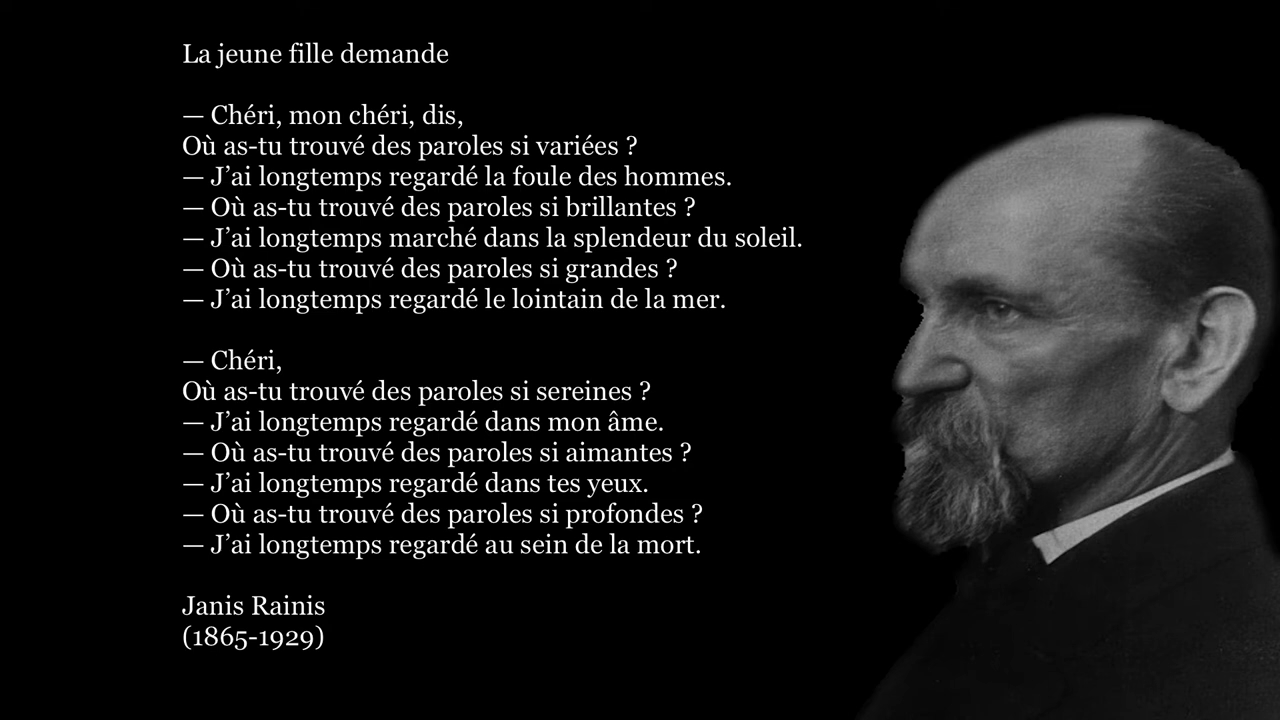 La jeune fille demande
— Chéri, mon chéri, dis,
Où as-tu trouvé des paroles si variées ?
— J’ai longtemps regardé la foule des hommes.
— Où as-tu trouvé des paroles si brillantes ?
— J’ai longtemps marché dans la splendeur du soleil.
— Où as-tu trouvé des paroles si grandes ?
— J’ai longtemps regardé le lointain de la mer.
— Chéri,
Où as-tu trouvé des paroles si sereines ?
— J’ai longtemps regardé dans mon âme.
— Où as-tu trouvé des paroles si aimantes ?
— J’ai longtemps regardé dans tes yeux.
— Où as-tu trouvé des paroles si profondes ?
— J’ai longtemps regardé au sein de la mort.
Janis Rainis
(1865-1929)